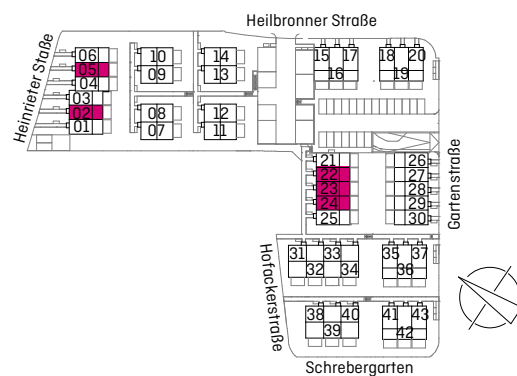 Heilbronner Straße
Heinrieter Staße
06 10 14 15 17 18 20
05 09 13 16 19
04
03
02 08 12
01 07 11
21 26
22 27
23 28
24 29
25 30
Gartenstraße
Hofackerstraße
31 33 35 37
32 34 36
38 40 41 43
39 42
Schrebergarten